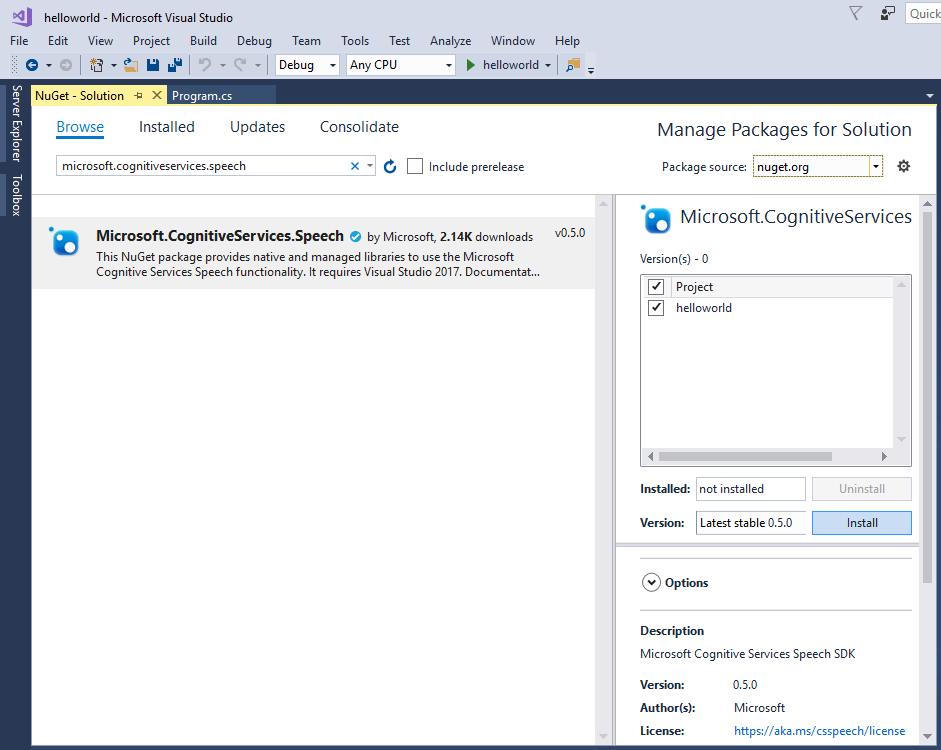 helloworld - Microsoft Visual Studio
Quick
File Edit View Project Build Debug Team Tools Test Analyze Window Help
Debug Any CPU helloworld
Server Explorer
Toolbox
NuGet - Solution Program.cs
Browse Installed Updates Consolidate
Manage Packages for Solution
microsoft.cognitiveservices.speech Include prerelease
Package source: nuget.org
Microsoft.CognitiveServices.Speech by Microsoft, 2.14K downloads v0.5.0
This NuGet package provides native and managed libraries to use the Microsoft
Cognitive Services Speech functionality. It requires Visual Studio 2017. Documentat...
Microsoft.CognitiveServices
Version(s) - 0
Project
helloworld
Installed: not installed Uninstall
Version: Latest stable 0.5.0 Install
Options
Description
Microsoft Cognitive Services Speech SDK
Version: 0.5.0
Author(s): Microsoft
License: https://aka.ms/csspeech/license